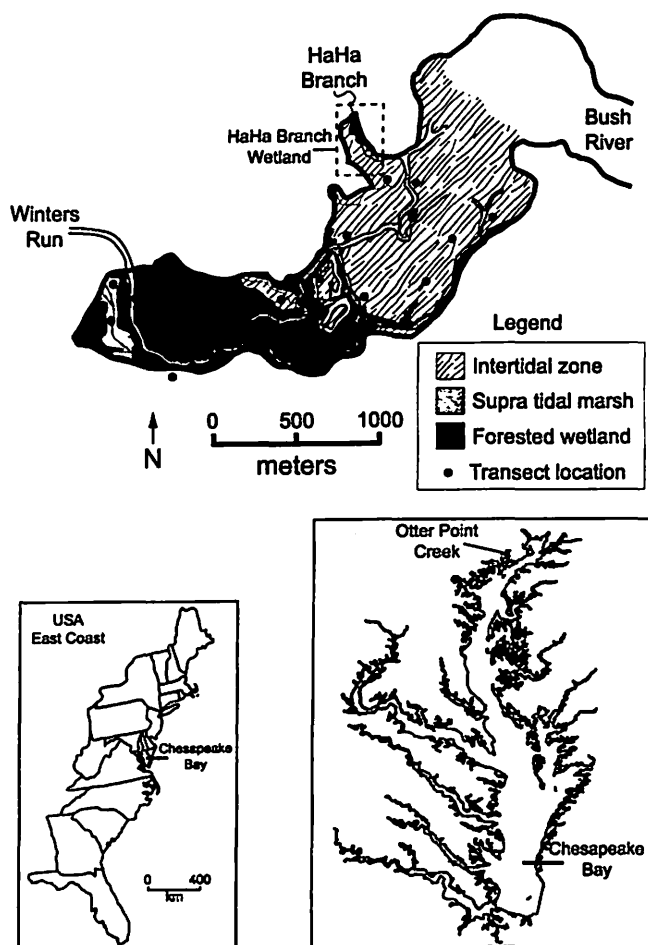 HaHa
Branch
HaHa Branch
Wetland
Bush
River
Winters
Run
N
0 500 1000
meters
Legend
Intertidal zone
Supra tidal marsh
Forested wetland
Transect location
USA
East Coast
Chesapeake
Bay
0 400
km
Otter Point
Creek
Chesapeake
Bay